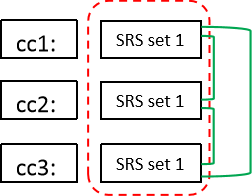 cc1: SRS set 1
cc2: SRS set 1
cc3: SRS set 1